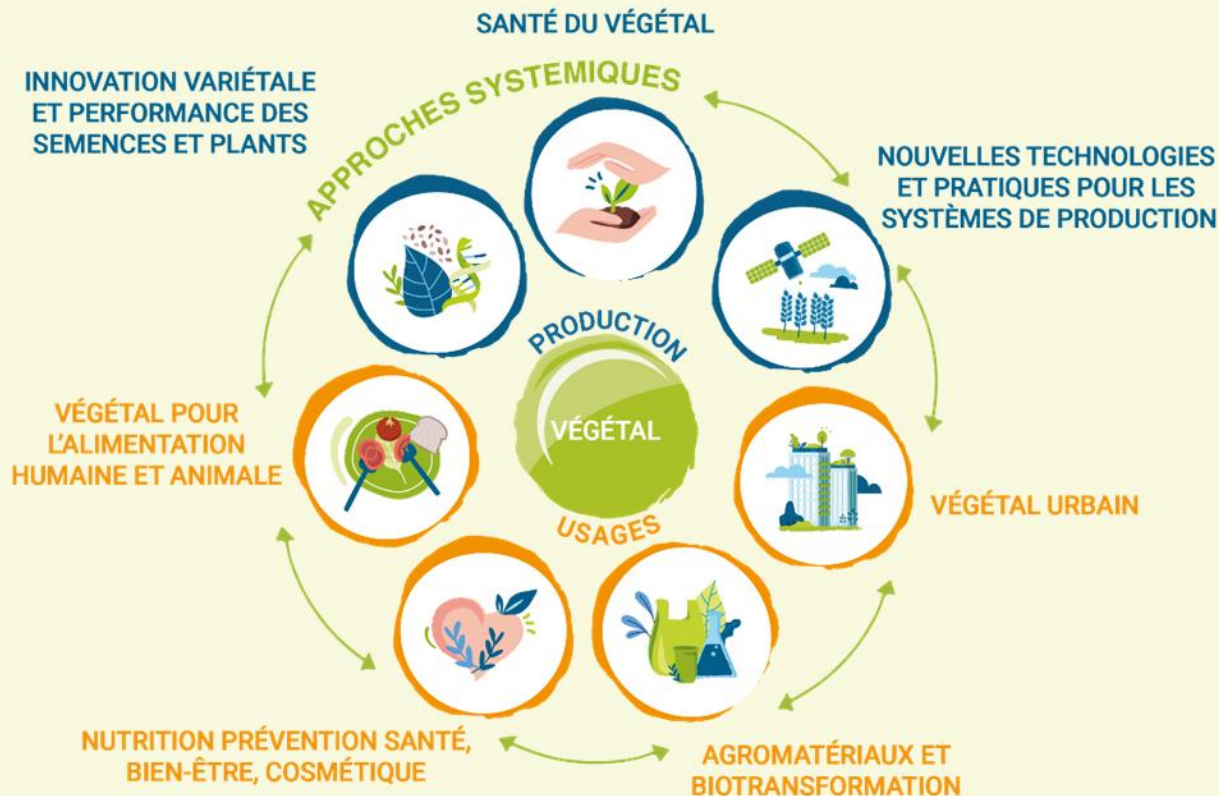 SANTÉ DU VÉGÉTAL
INNOVATION VARIÉTALE
ET PERFORMANCE DES
SEMENCES ET PLANTS
APPROCHES SYSTEMIQUES
NOUVELLES TECHNOLOGIES
ET PRATIQUES POUR LES
SYSTÈMES DE PRODUCTION
PRODUCTION
VÉGÉTAL
USAGES
VÉGÉTAL POUR
L'ALIMENTATION
HUMAINE ET ANIMALE
VÉGÉTAL URBAIN
NUTRITION PRÉVENTION SANTÉ,
BIEN-ÊTRE, COSMÉTIQUE
AGROMATÉRIAUX ET
BIOTRANSFORMATION